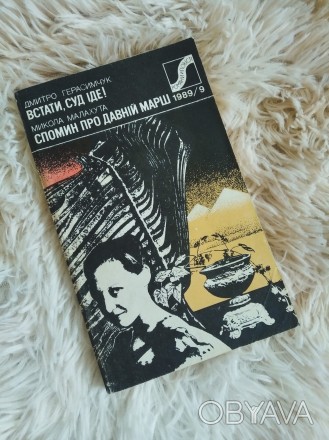 ДМИТРО ГЕРАСИМЧУК
ВСТАТИ, СУД ІДЕ!
МИКОЛА МАЛАХУТА
СПОМИН ПРО ДАВНІЙ МАРШ 1989/9
OBYAVA